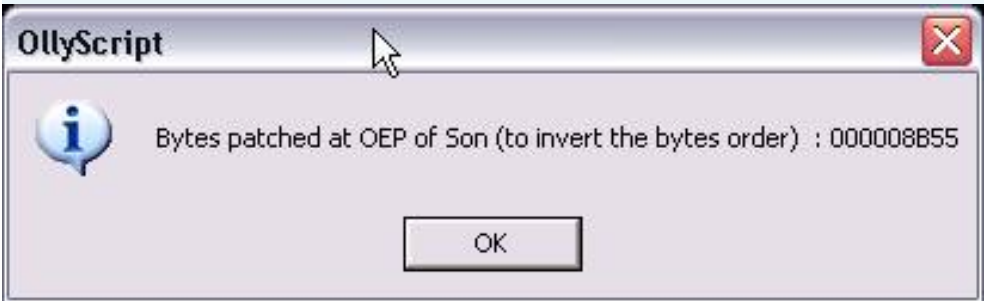 OllyScript
Bytes patched at OEP of Son (to invert the bytes order)  : 000008B55
OK